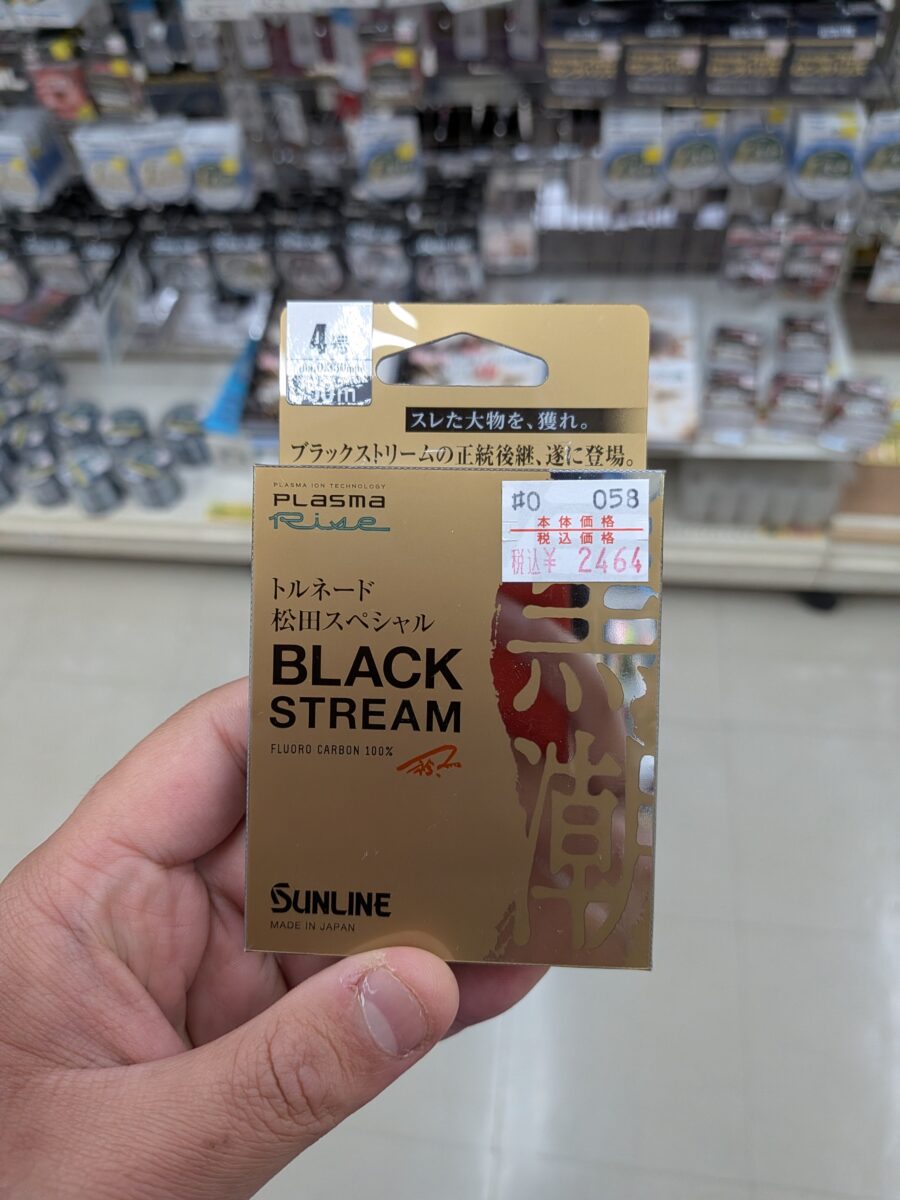 4号
50m
スレた大物を、獲れ。
ブラックストリームの正統後継、遂に登場。
PLASMA ION TECHNOLOGY
PLasma
Rise
#0 058
本体価格
税込価格
税込¥ 2464
トルネード
松田スペシャル
BLACK
STREAM
FLUORO CARBON 100%
黒潮
SUNLINE
MADE IN JAPAN